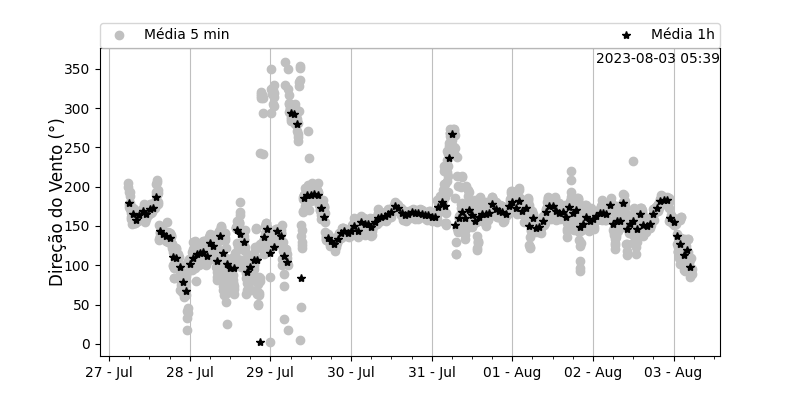 Média 5 min
Média 1h
2023-08-03 05:39
Direção do Vento (°)
350
300
250
200
150
100
50
0
27 - Jul
28 - Jul
29 - Jul
30 - Jul
31 - Jul
01 - Aug
02 - Aug
03 - Aug